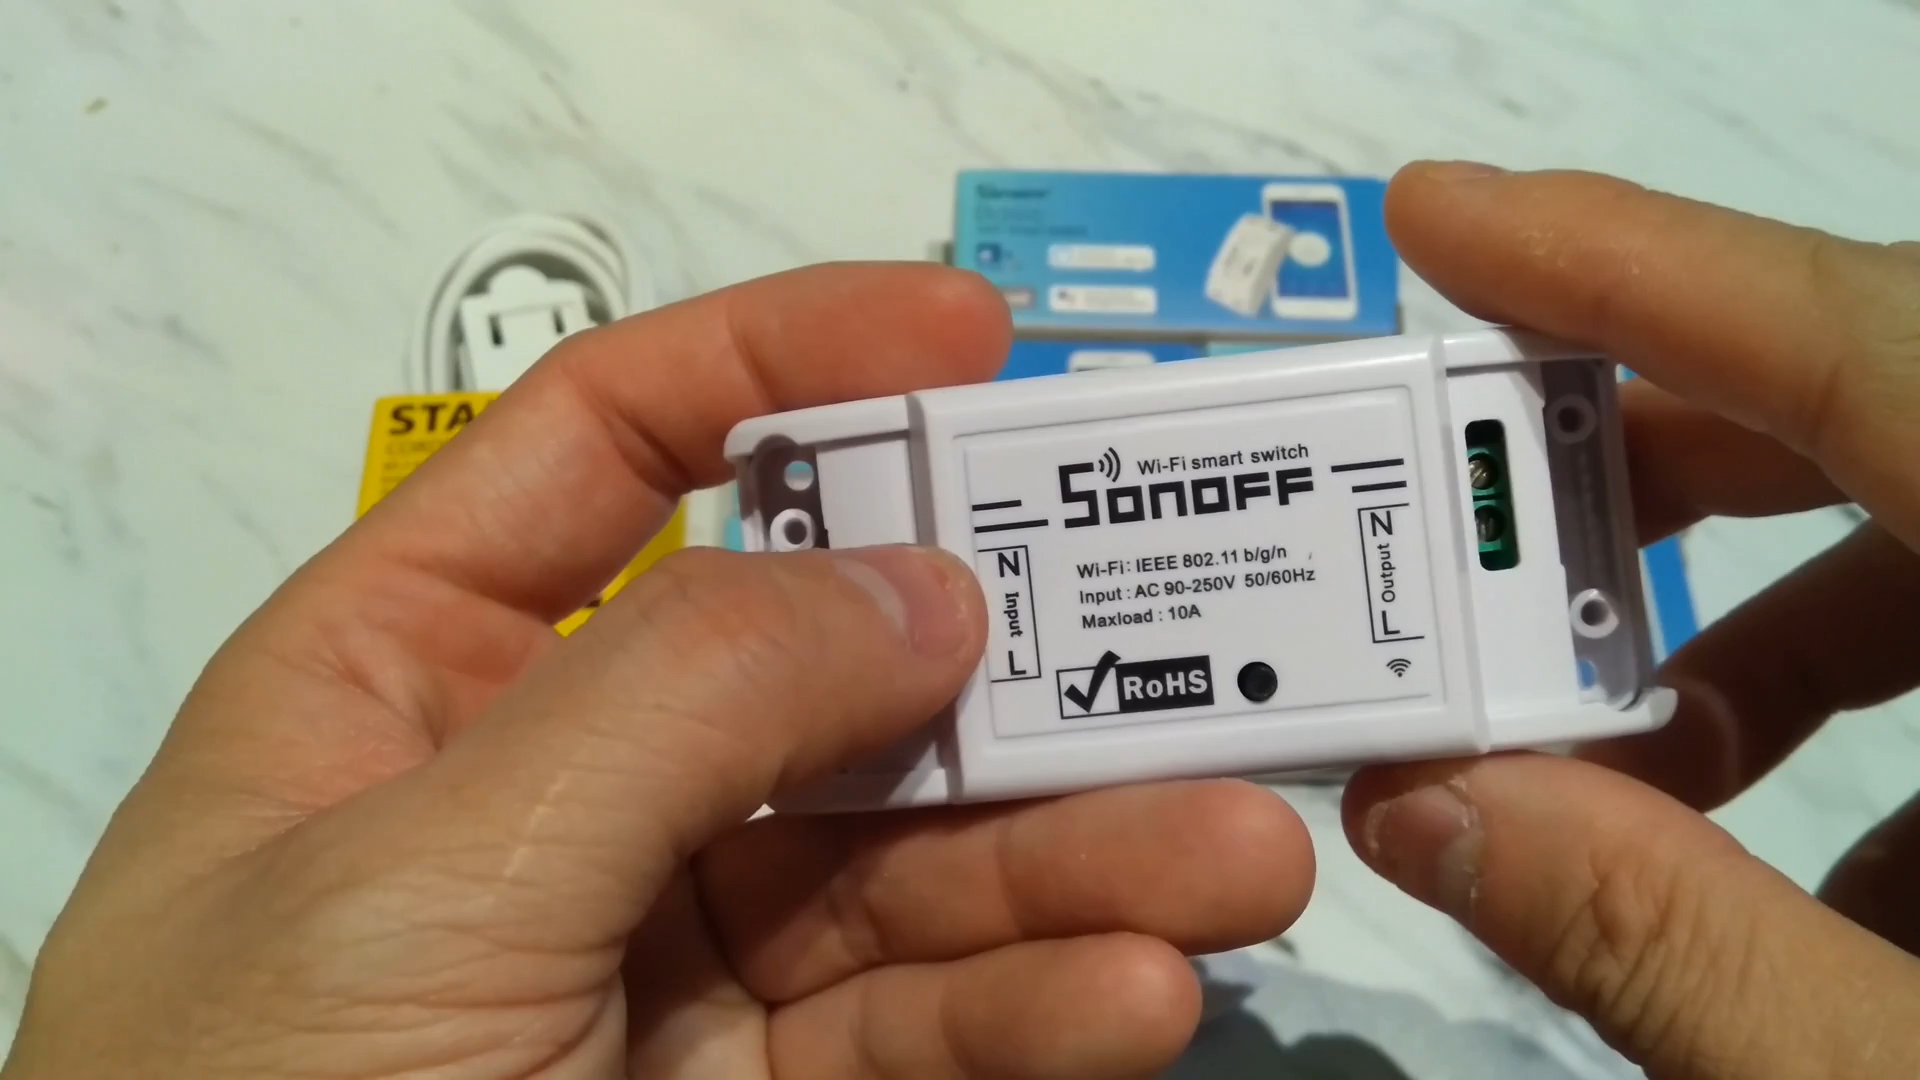 Sonoff
STA
Wi-Fi smart switch
SONOFF
N
Input
L
Wi-Fi: IEEE 802.11 b/g/n
Input : AC 90-250V 50/60Hz
Maxload : 10A
RoHS
N
Output
L